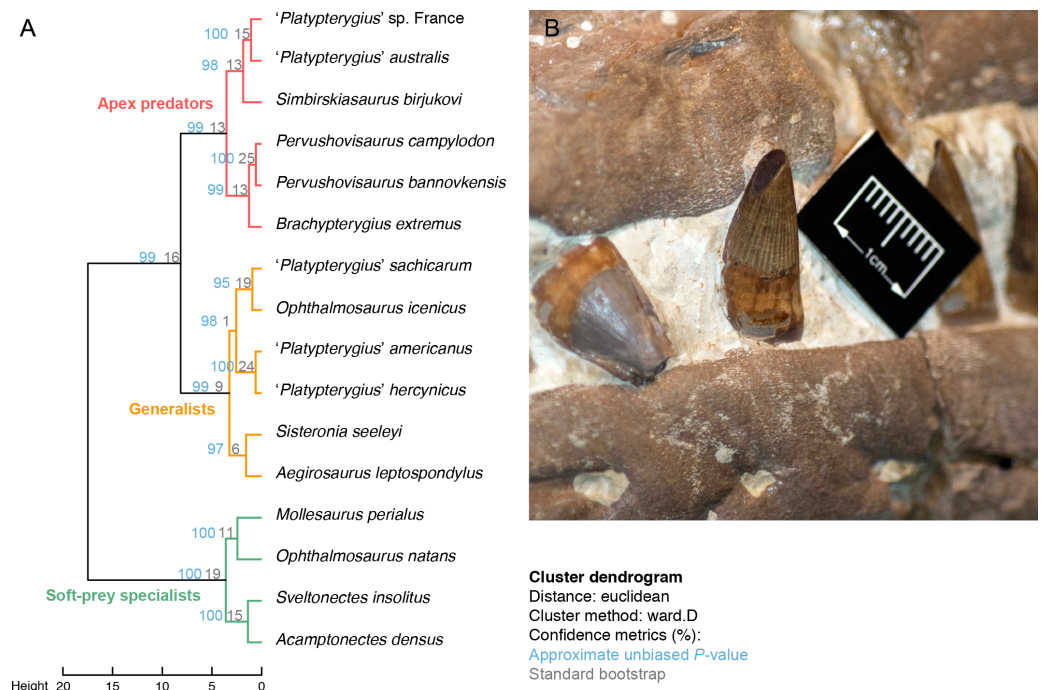 A
100 15
'Platypterygius' sp. France
98 13
'Platypterygius' australis
Simbirskiasaurus birjukovi
Apex predators
99 13
Pervushovisaurus campylodon
100 25
Pervushovisaurus bannovkensis
99 13
Brachypterygius extremus
99 16
'Platypterygius' sachicarum
95 19
Ophthalmosaurus icenicus
98 1
'Platypterygius' americanus
100 24
'Platypterygius' hercynicus
99 9
Generalists
Sisteronia seeleyi
97 6
Aegirosaurus leptospondylus
Mollesaurus perialus
100 11
Ophthalmosaurus natans
100 19
Soft-prey specialists
Sveltonectes insolitus
100 15
Acamptonectes densus
Height 20 15 10 5 0
B
1cm
Cluster dendrogram
Distance: euclidean
Cluster method: ward.D
Confidence metrics (%):
Approximate unbiased P-value
Standard bootstrap